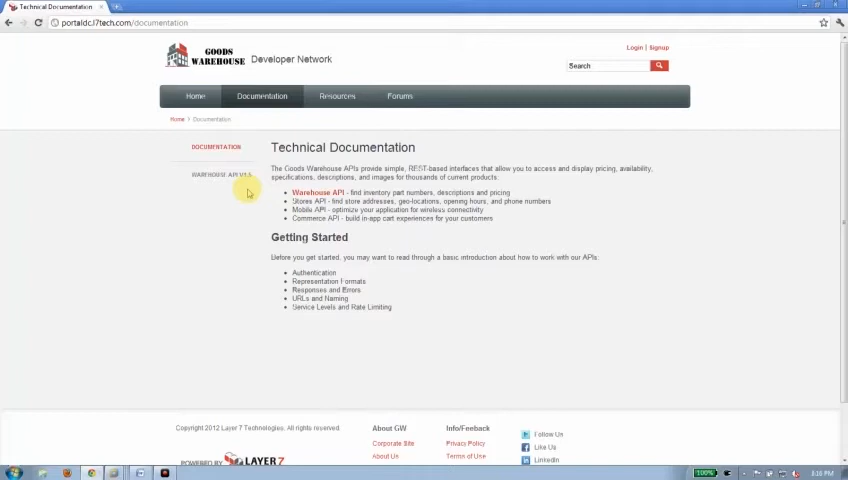 Technical Documentation
portaldc.l7tech.com/documentation
Login | Signup
GOODS WAREHOUSE Developer Network
Search
Home Documentation Resources Forums
Home > Documentation
DOCUMENTATION
WAREHOUSE API V1.5
Technical Documentation
The Goods Warehouse APIs provide simple, REST-based interfaces that allow you to access and display pricing, availability,
specifications, descriptions, and images for thousands of current products:
Warehouse API - find inventory part numbers, descriptions and pricing
Stores API - find store addresses, geo-locations, opening hours, and phone numbers
Mobile API - optimize your application for wireless connectivity
Commerce API - build in-app cart experiences for your customers
Getting Started
Before you get started, you may want to read through a basic introduction about how to work with our APIs:
Authentication
Representation Formats
Responses and Errors
URLs and Naming
Service Levels and Rate Limiting
Copyright 2012 Layer 7 Technologies. All rights reserved.
POWERED BY LAYER 7
About GW
Corporate Site
About Us
Info/Feeback
Privacy Policy
Terms of Use
Follow Us
Like Us
LinkedIn
100%
3:16 PM